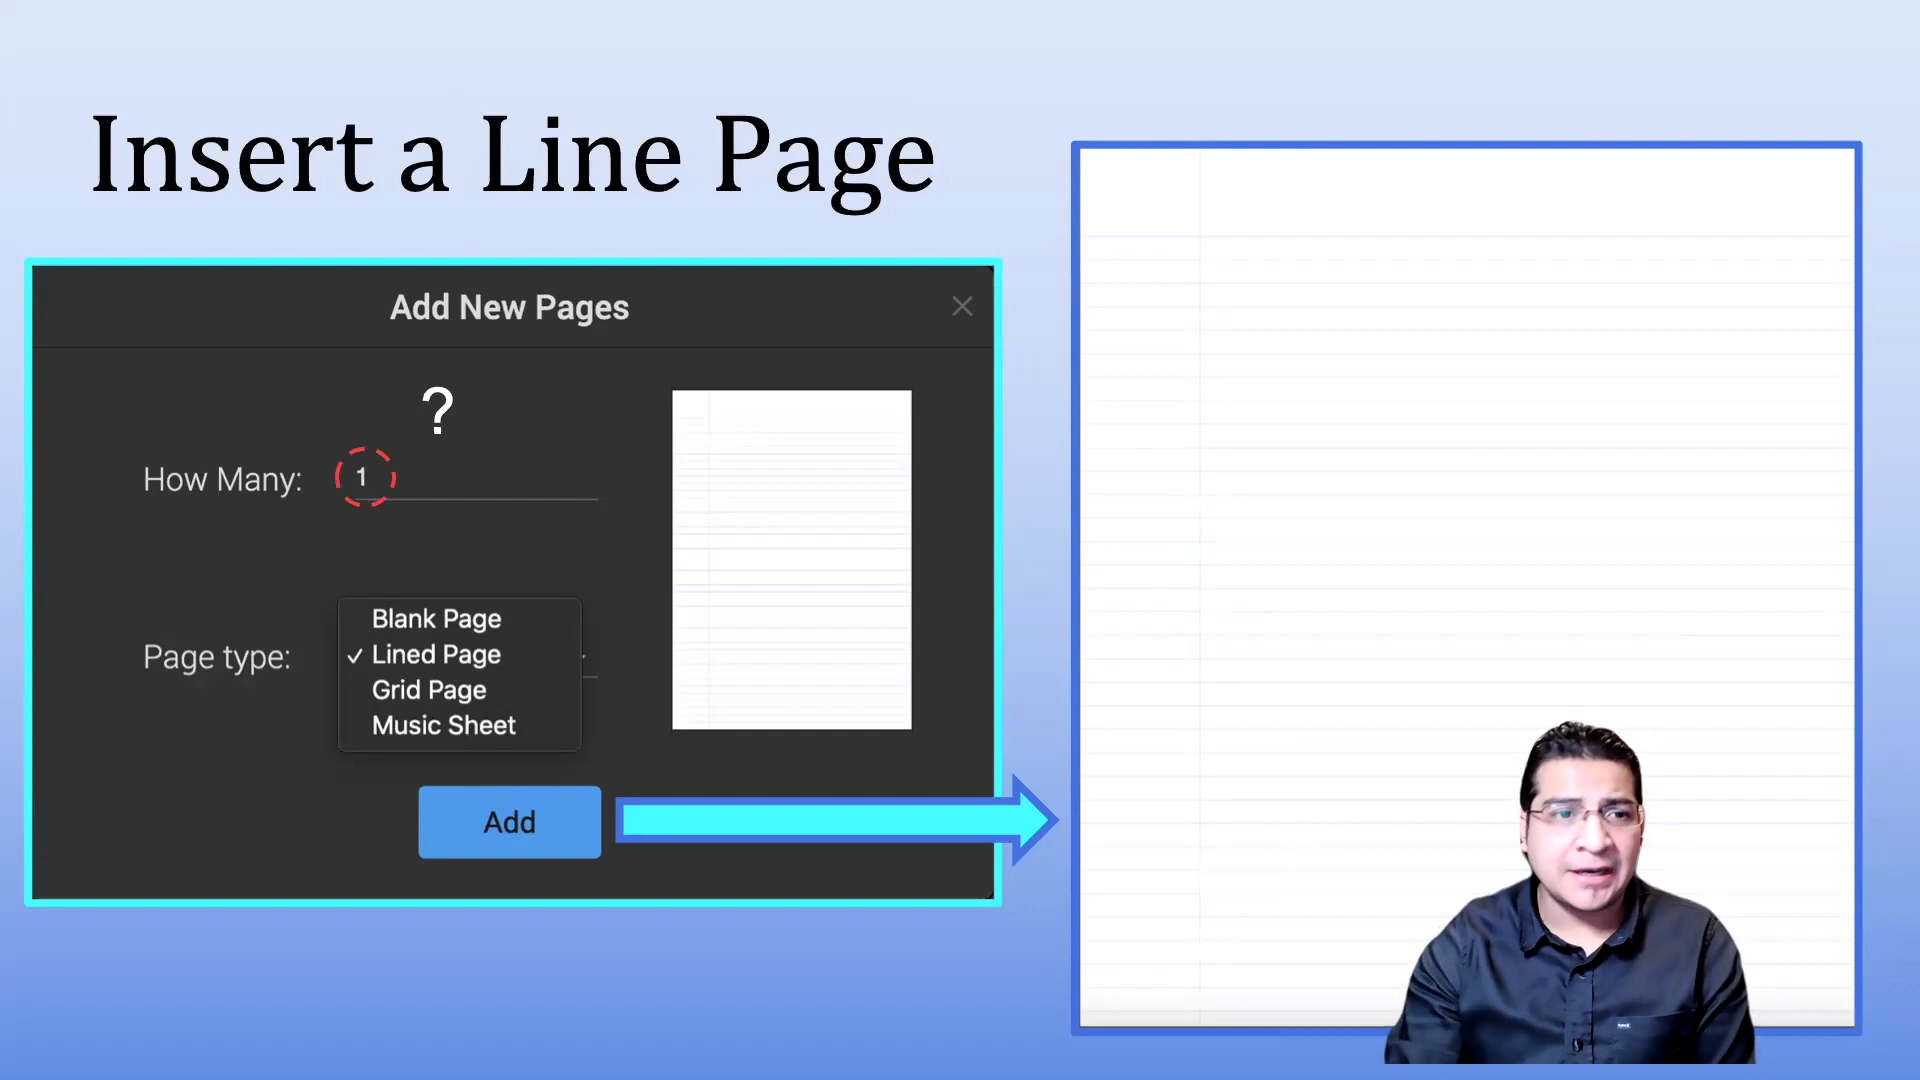 Insert a Line Page
Add New Pages
?
How Many: 1
Page type:
Blank Page
✓ Lined Page
Grid Page
Music Sheet
Add